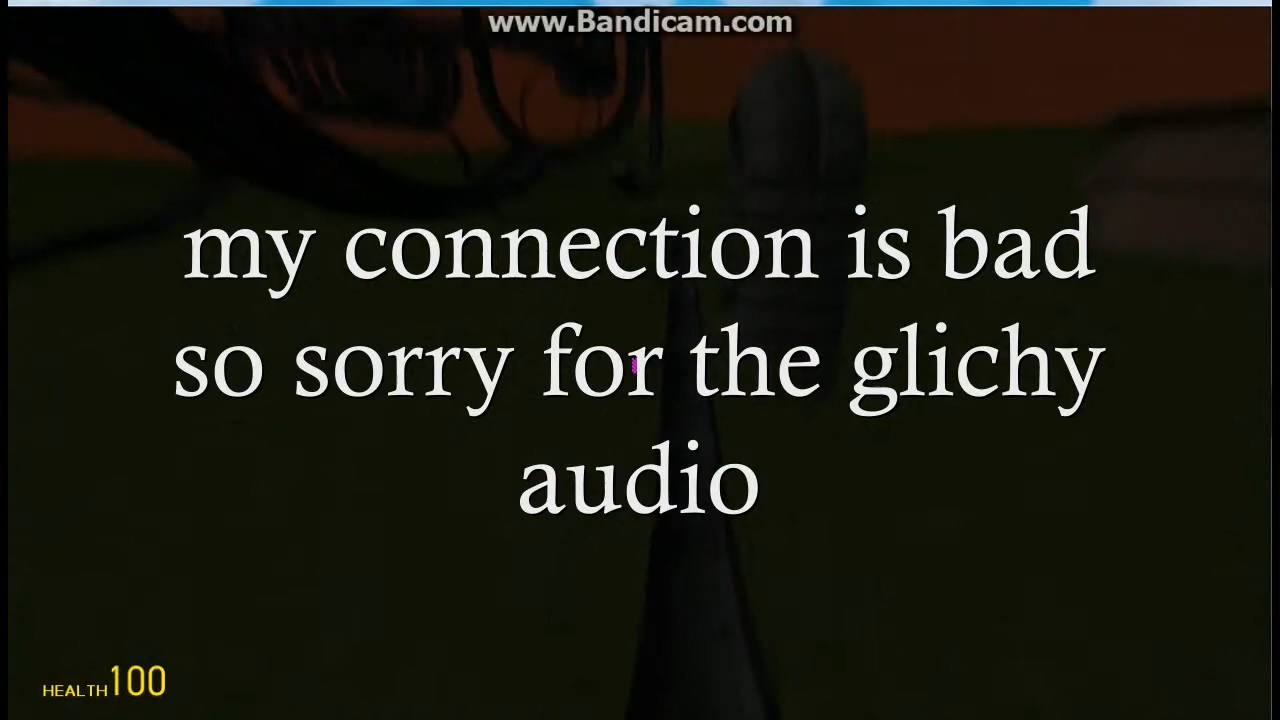 www.Bandicam.com
my connection is bad
so sorry for the glichy
audio
HEALTH 100